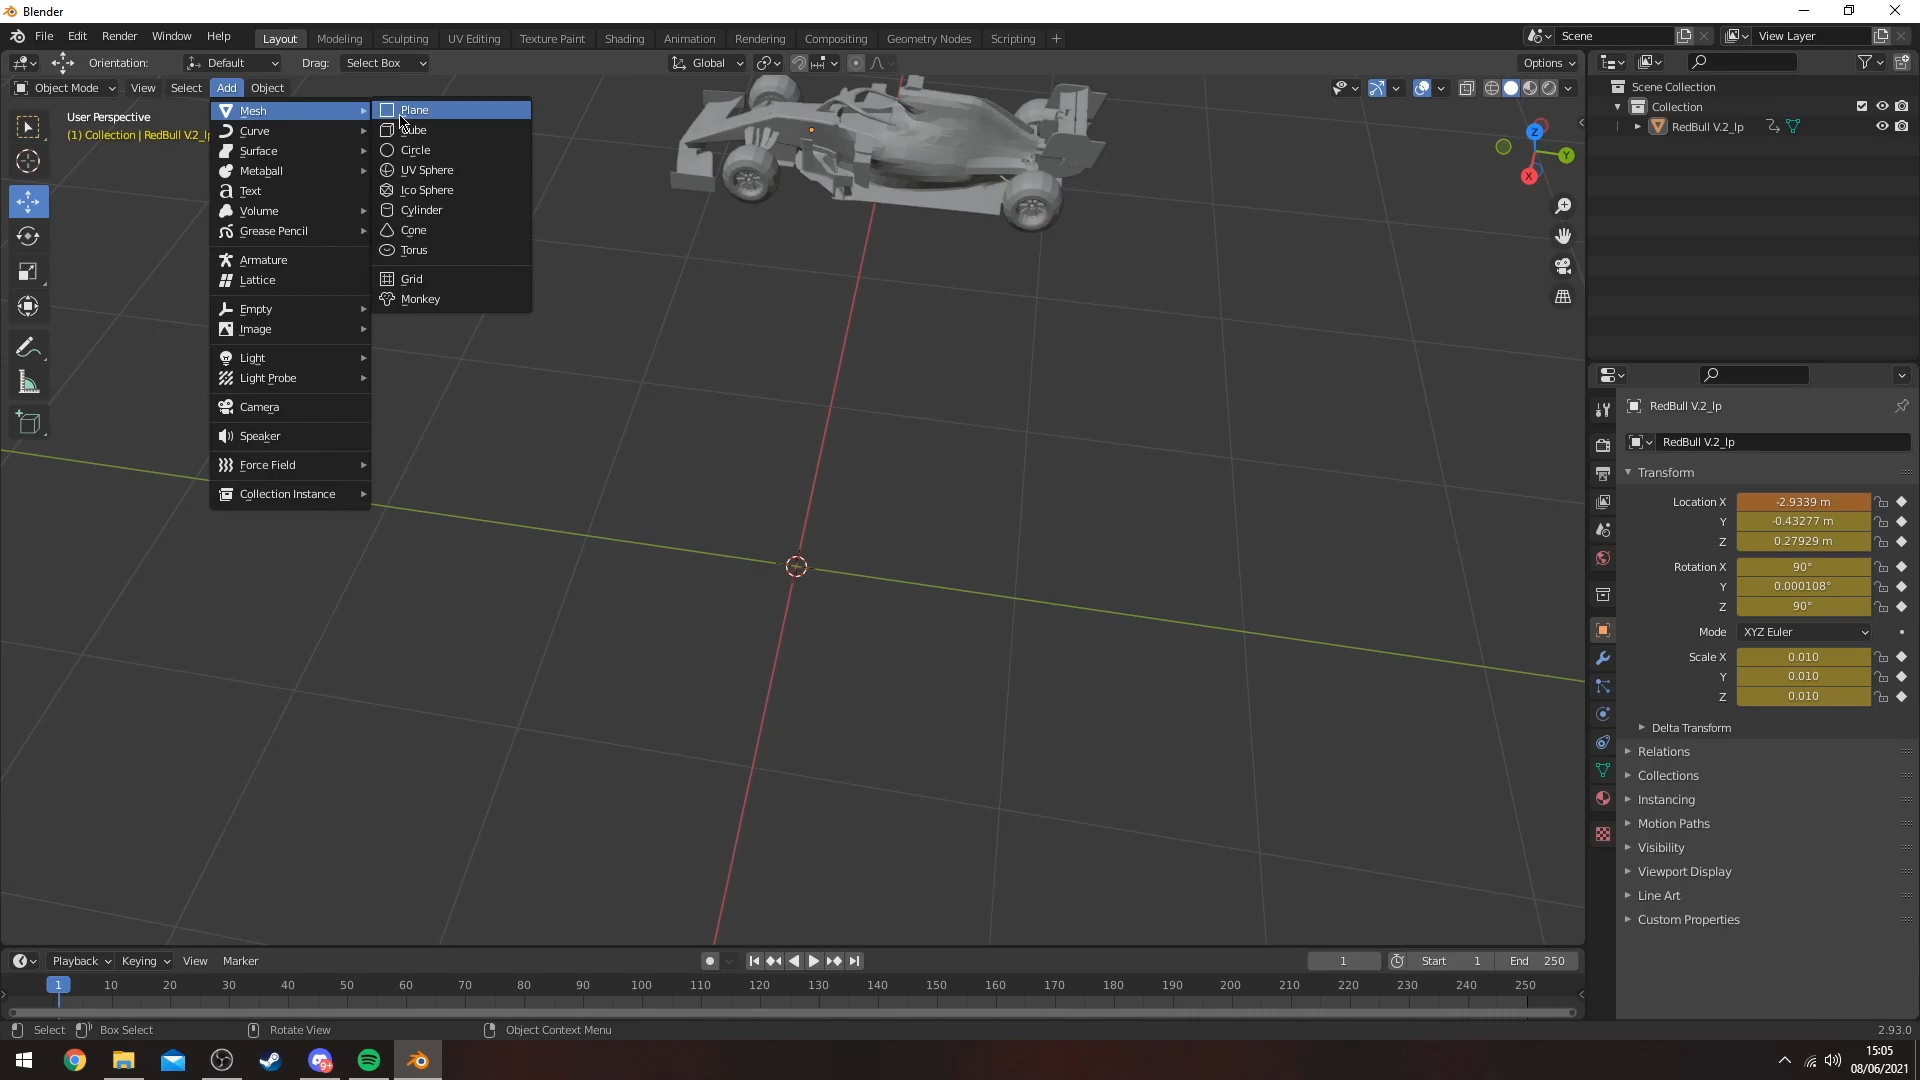 Blender
File Edit Render Window Help Layout Modeling Sculpting UV Editing Texture Paint Shading Animation Rendering Compositing Geometry Nodes Scripting + Scene View Layer
Orientation: Default Drag: Select Box Global Options
Object Mode View Select Add Object
User Perspective
(1) Collection | RedBull V.2_l
Mesh
Curve
Surface
Metaball
Text
Volume
Grease Pencil
Armature
Lattice
Empty
Image
Light
Light Probe
Camera
Speaker
Force Field
Collection Instance
Plane
Cube
Circle
UV Sphere
Ico Sphere
Cylinder
Cone
Torus
Grid
Monkey
Z
Y
X
Scene Collection
Collection
RedBull V.2_lp
RedBull V.2_lp
RedBull V.2_lp
Transform
Location X -2.9339 m
Y -0.43277 m
Z 0.27929 m
Rotation X 90°
Y 0.000108°
Z 90°
Mode XYZ Euler
Scale X 0.010
Y 0.010
Z 0.010
Delta Transform
Relations
Collections
Instancing
Motion Paths
Visibility
Viewport Display
Line Art
Custom Properties
Playback Keying View Marker 1 Start 1 End 250
1 10 20 30 40 50 60 70 80 90 100 110 120 130 140 150 160 170 180 190 200 210 220 230 240 250
Select Box Select Rotate View Object Context Menu 2.93.0
9+
15:05
08/06/2021